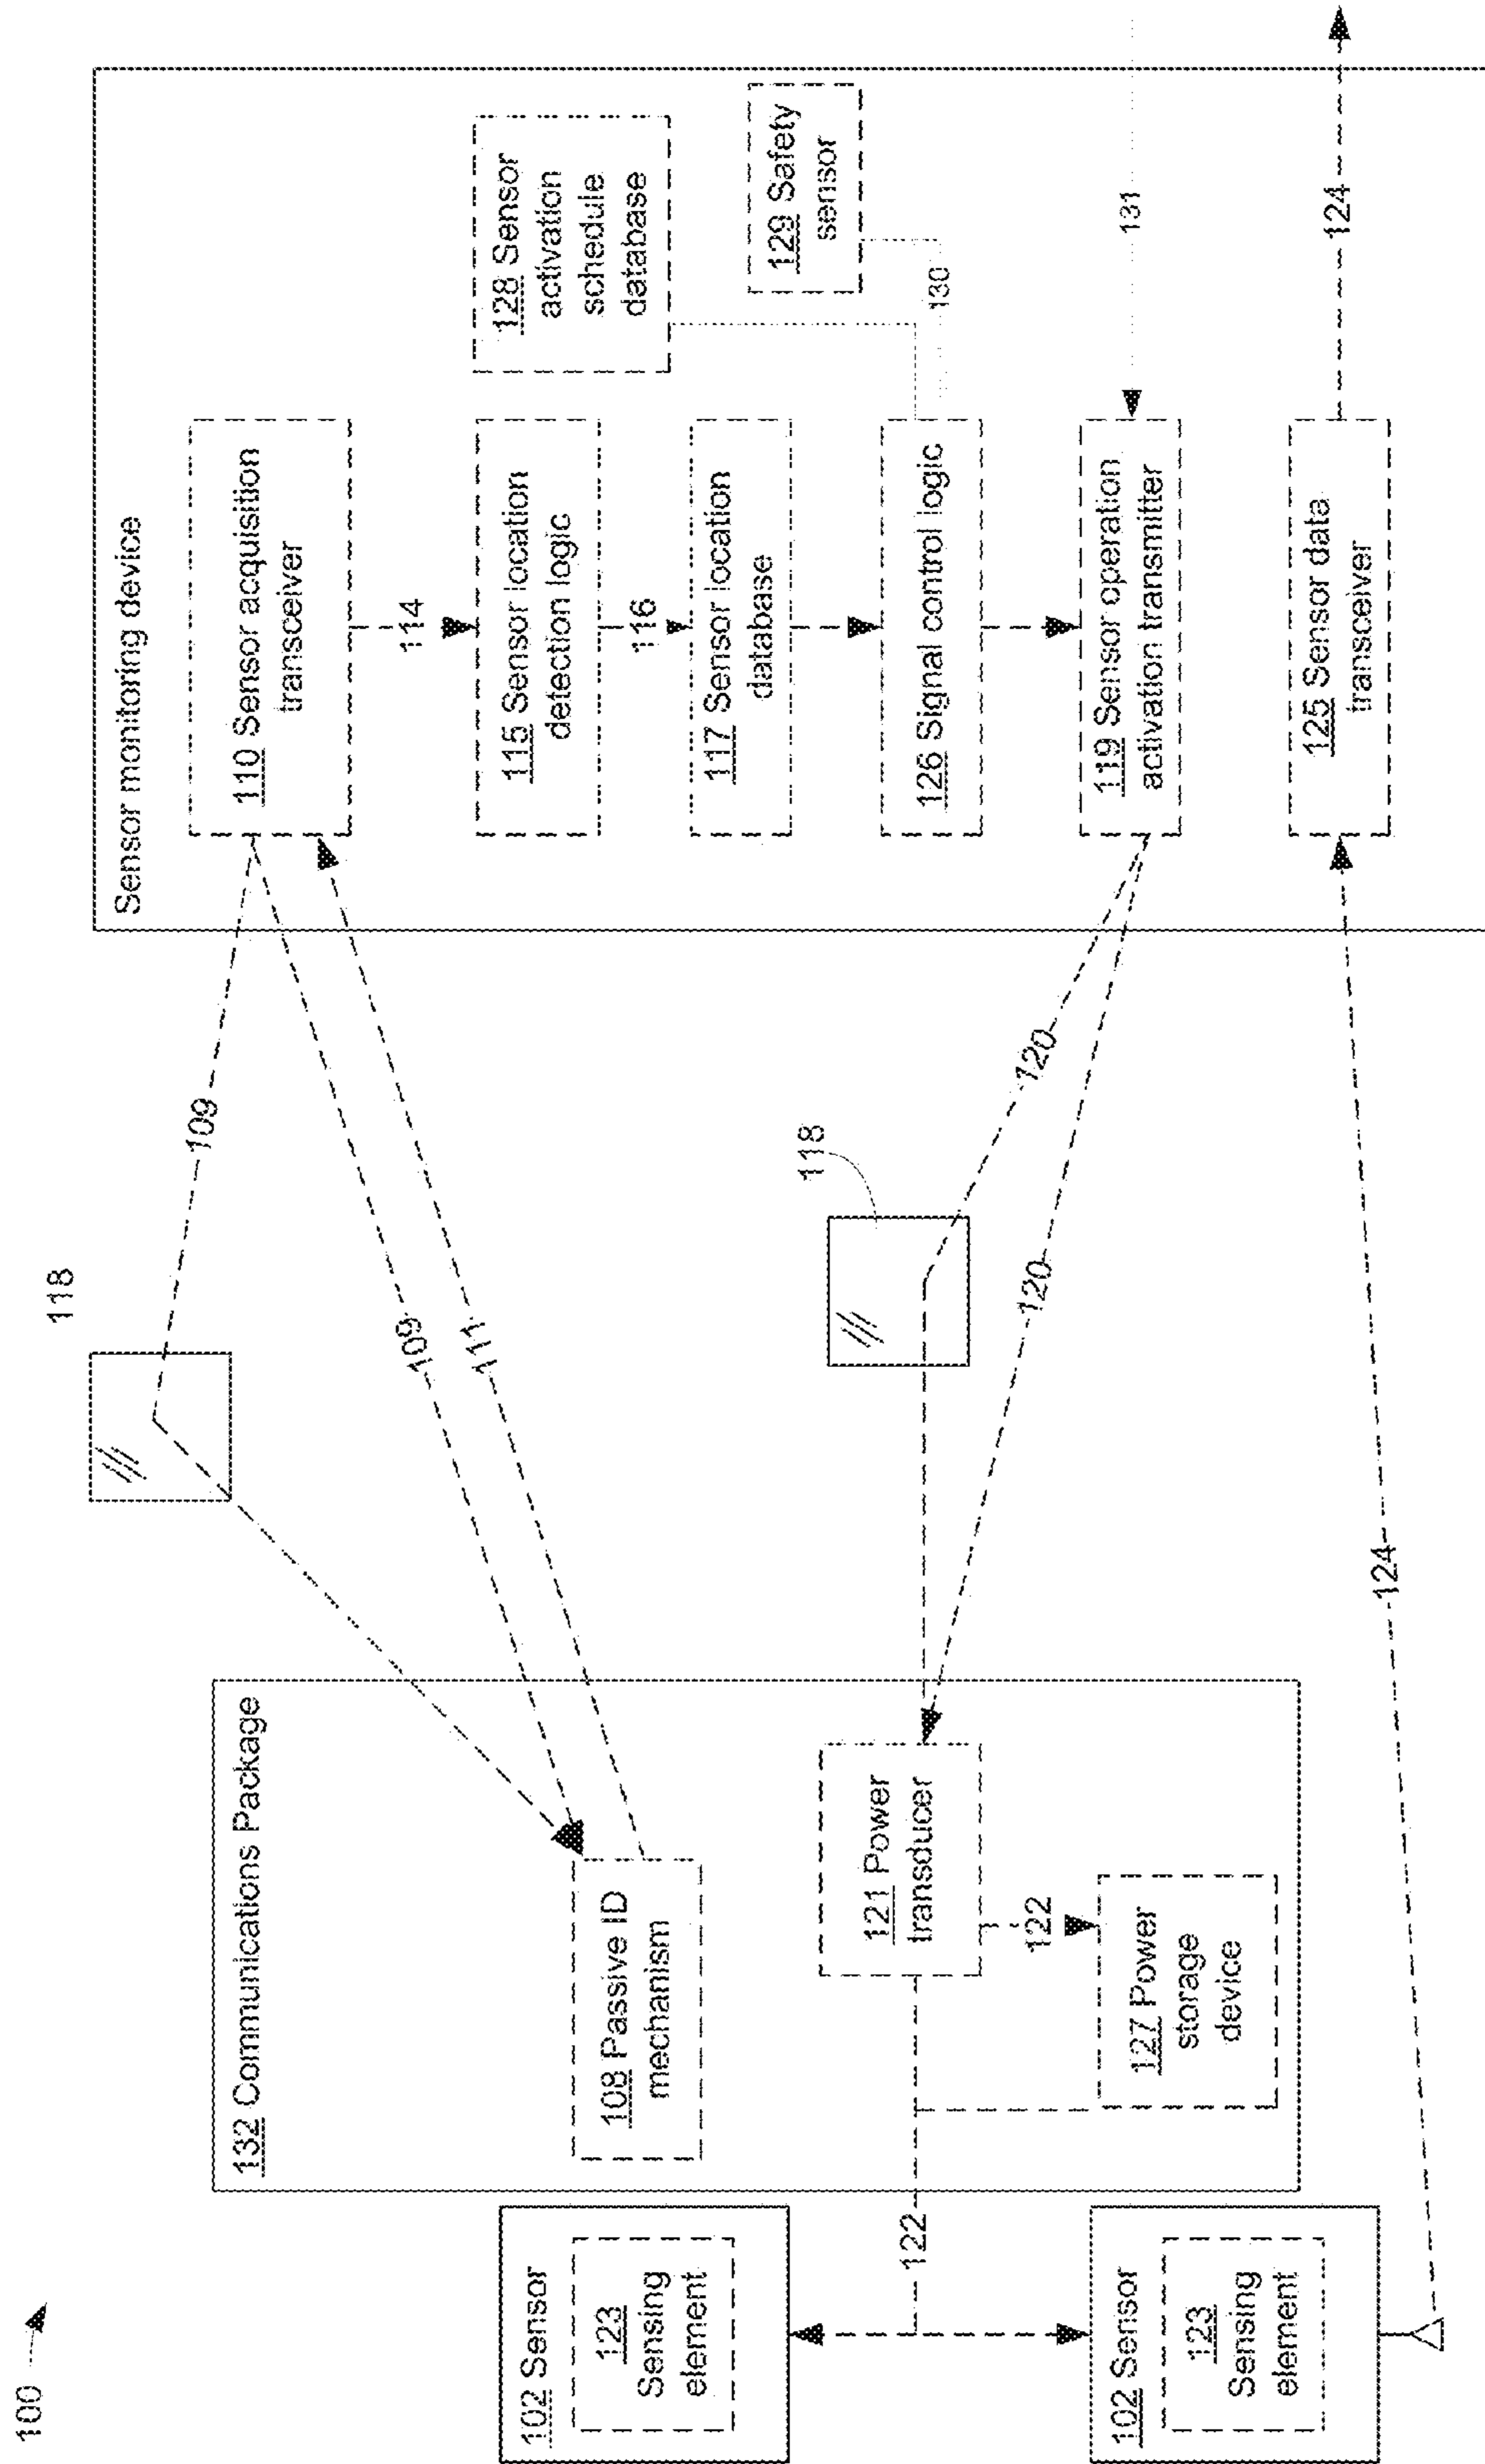 100
102 Sensor
123
Sensing
element
102 Sensor
123
Sensing
element
122
132 Communications Package
108 Passive ID
mechanism
121 Power
transducer
122
127 Power
storage
device
118
109
109
111
118
120
120
124
Sensor monitoring device
110 Sensor acquisition
transceiver
114
115 Sensor location
detection logic
116
117 Sensor location
database
126 Signal control logic
119 Sensor operation
activation transmitter
125 Sensor data
transceiver
128 Sensor
activation
schedule
database
129 Safety
sensor
130
131
124